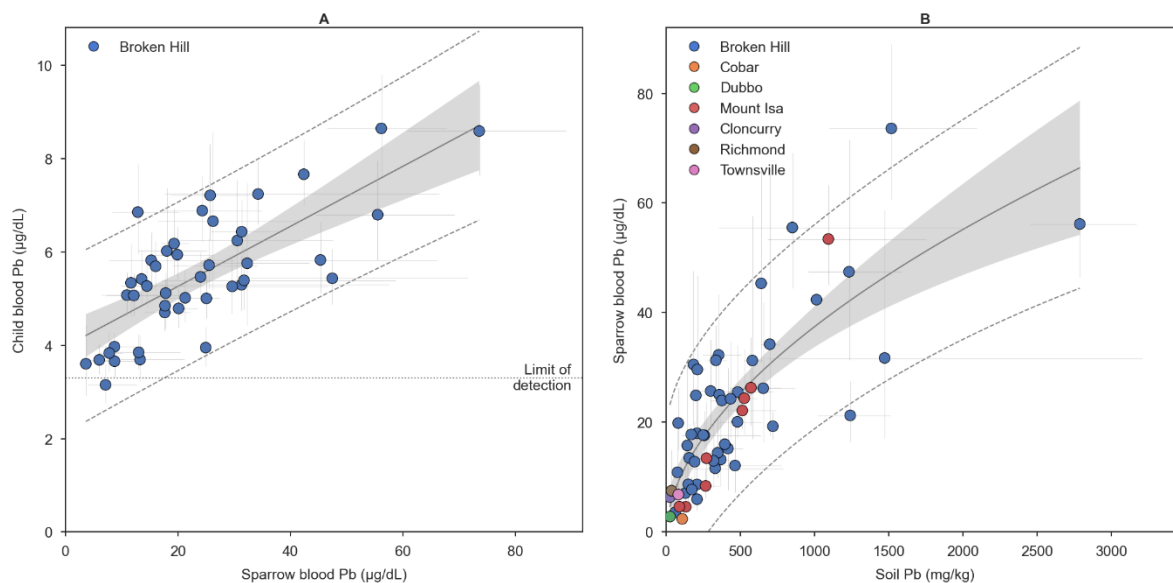 A
Broken Hill
10
8
6
4
2
0
Child blood Pb (µg/dL)
Limit of
detection
0 20 40 60 80
Sparrow blood Pb (µg/dL)
B
Broken Hill
Cobar
Dubbo
Mount Isa
Cloncurry
Richmond
Townsville
80
60
40
20
0
Sparrow blood Pb (µg/dL)
0 500 1000 1500 2000 2500 3000
Soil Pb (mg/kg)